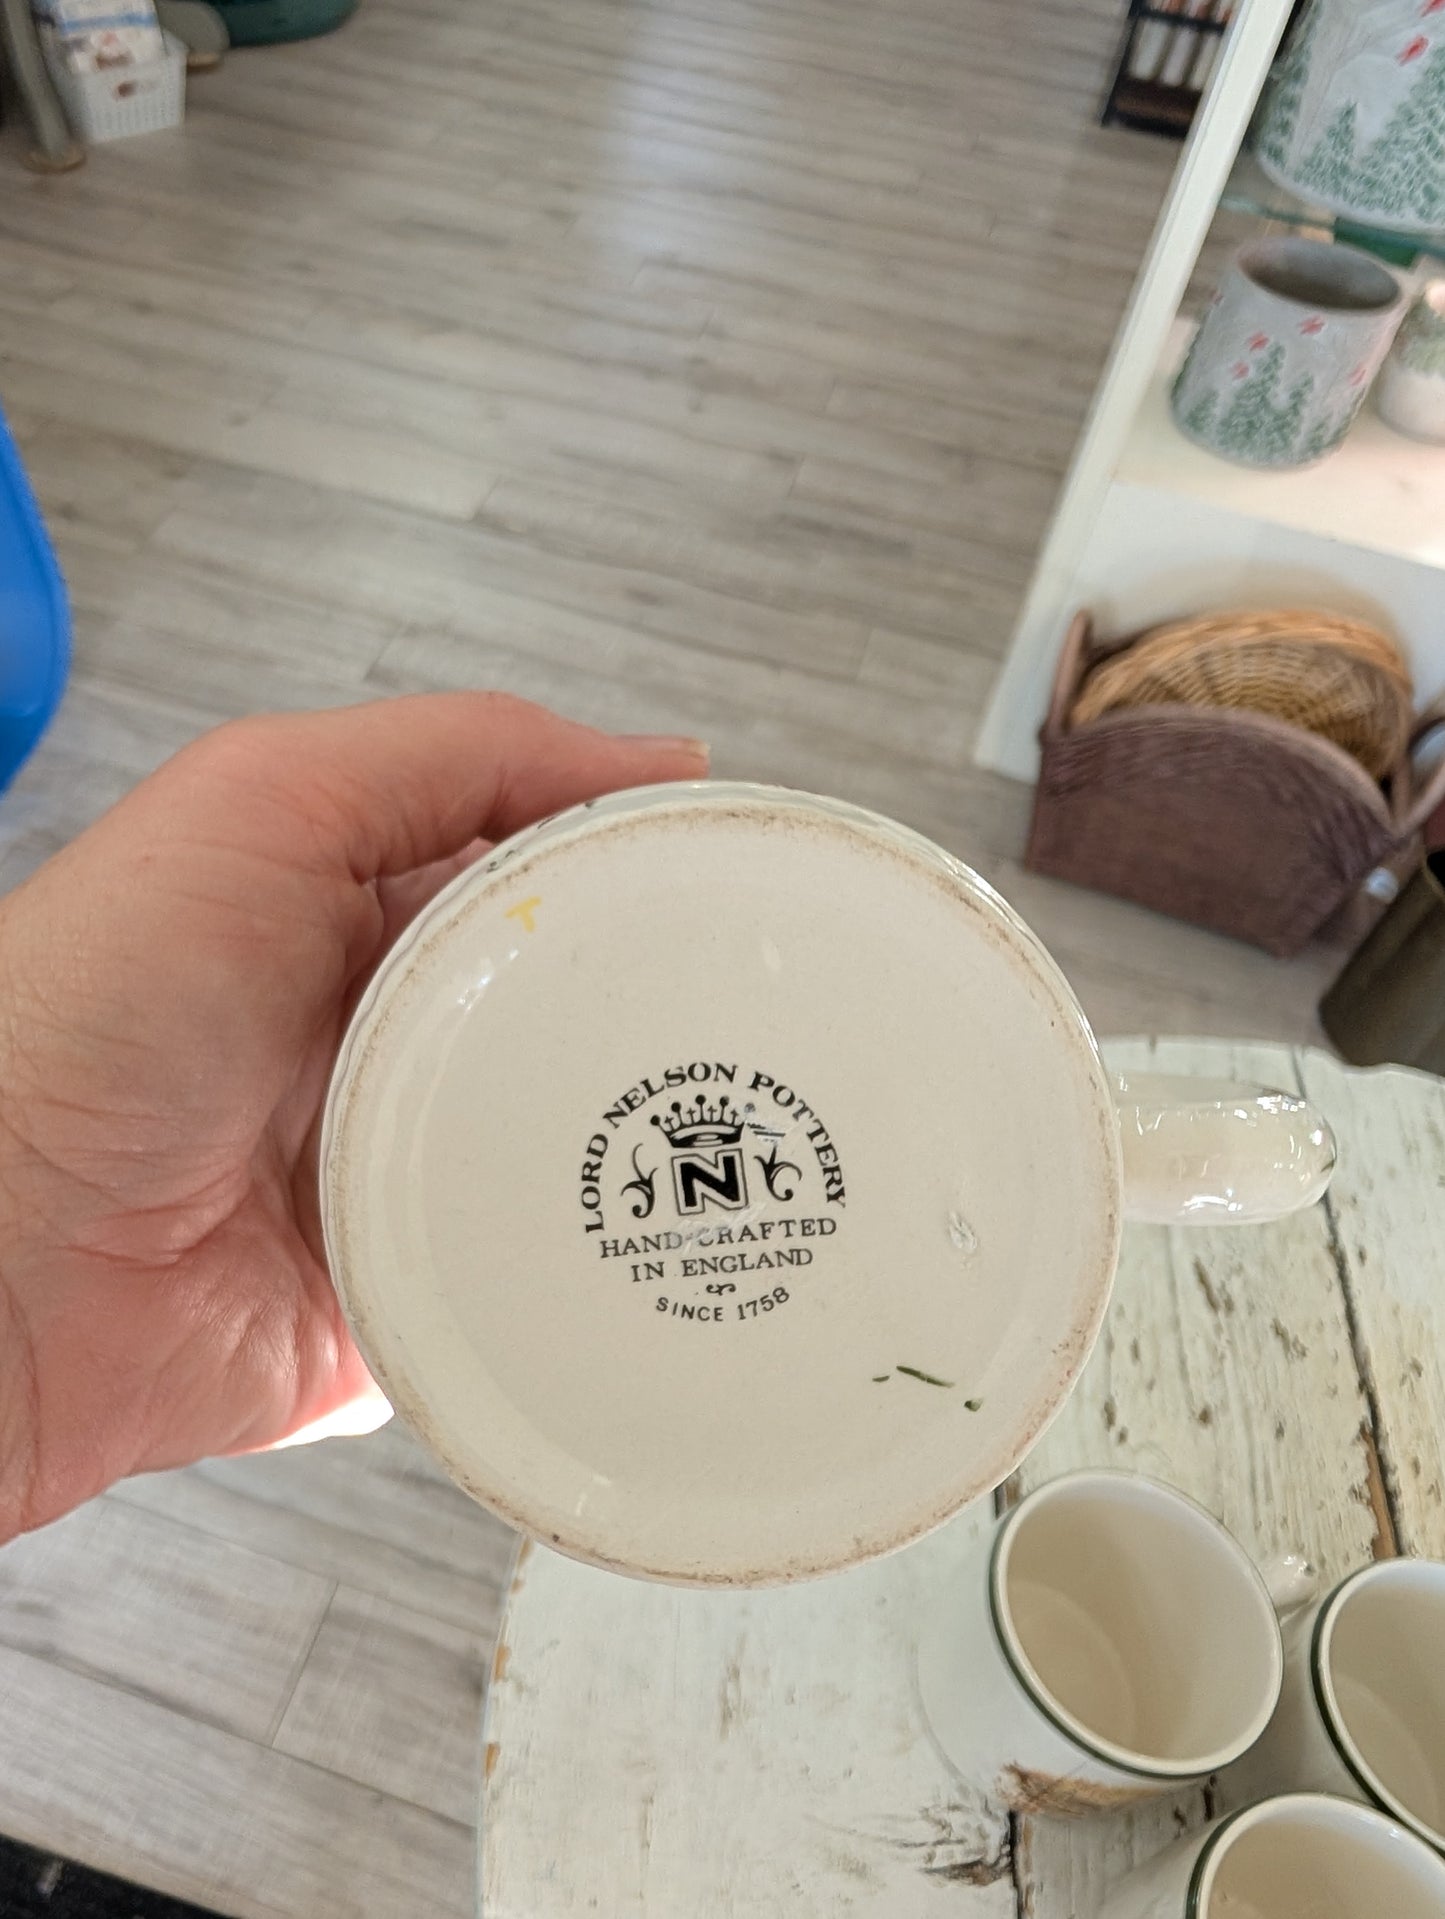 LORD NELSON POTTERY
N
HAND-CRAFTED
IN ENGLAND
SINCE 1758
T